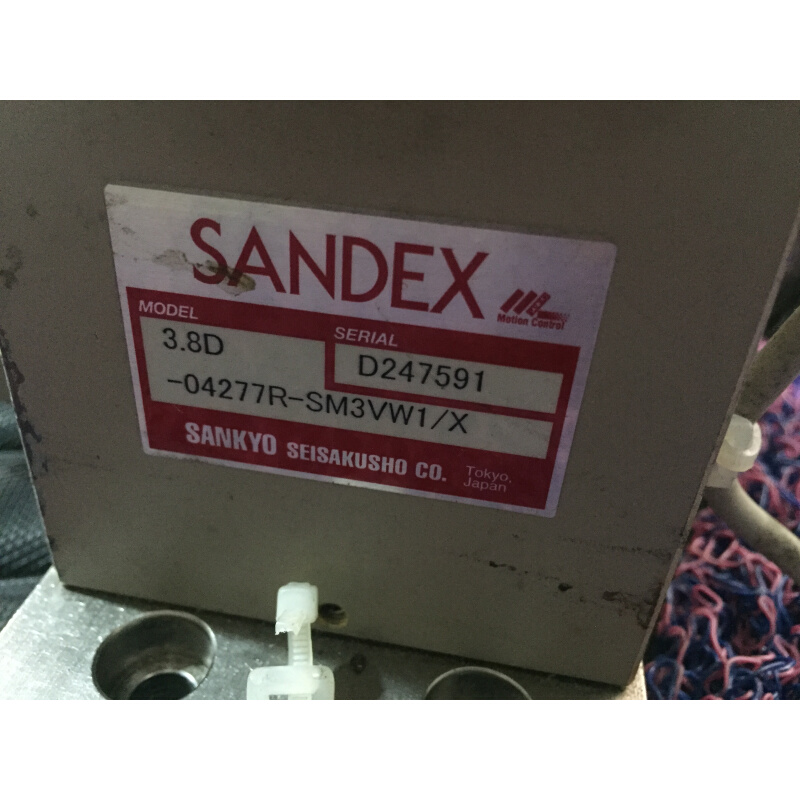 SANDEX
Motion Control
MODEL
3.8D
SERIAL
D247591
-04277R-SM3VW1/X
SANKYO SEISAKUSHO CO.
Tokyo,
Japan